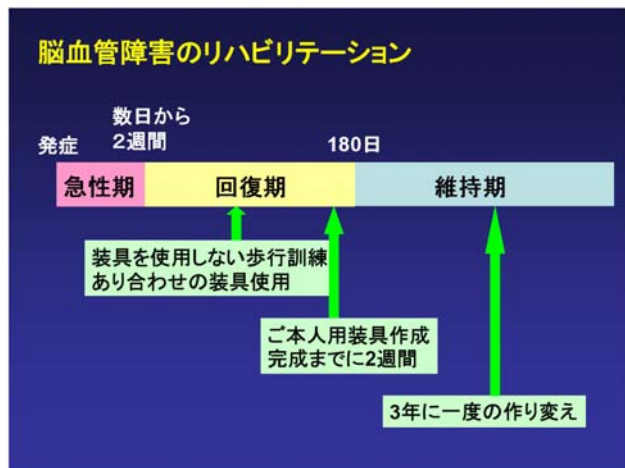 脳血管障害のリハビリテーション
数日から
発症 2週間 180日
急性期 回復期 維持期
装具を使用しない歩行訓練
あり合わせの装具使用
ご本人用装具作成
完成までに2週間
3年に一度の作り変え